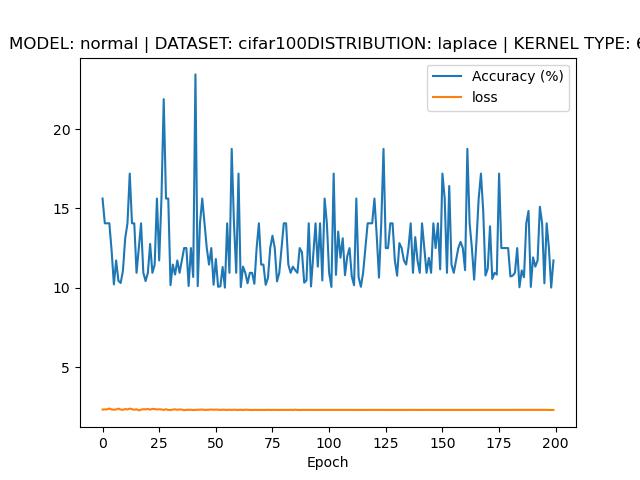 MODEL: normal | DATASET: cifar100DISTRIBUTION: laplace | KERNEL TYPE:
Accuracy (%)
loss
20
15
10
5
0 25 50 75 100 125 150 175 200
Epoch